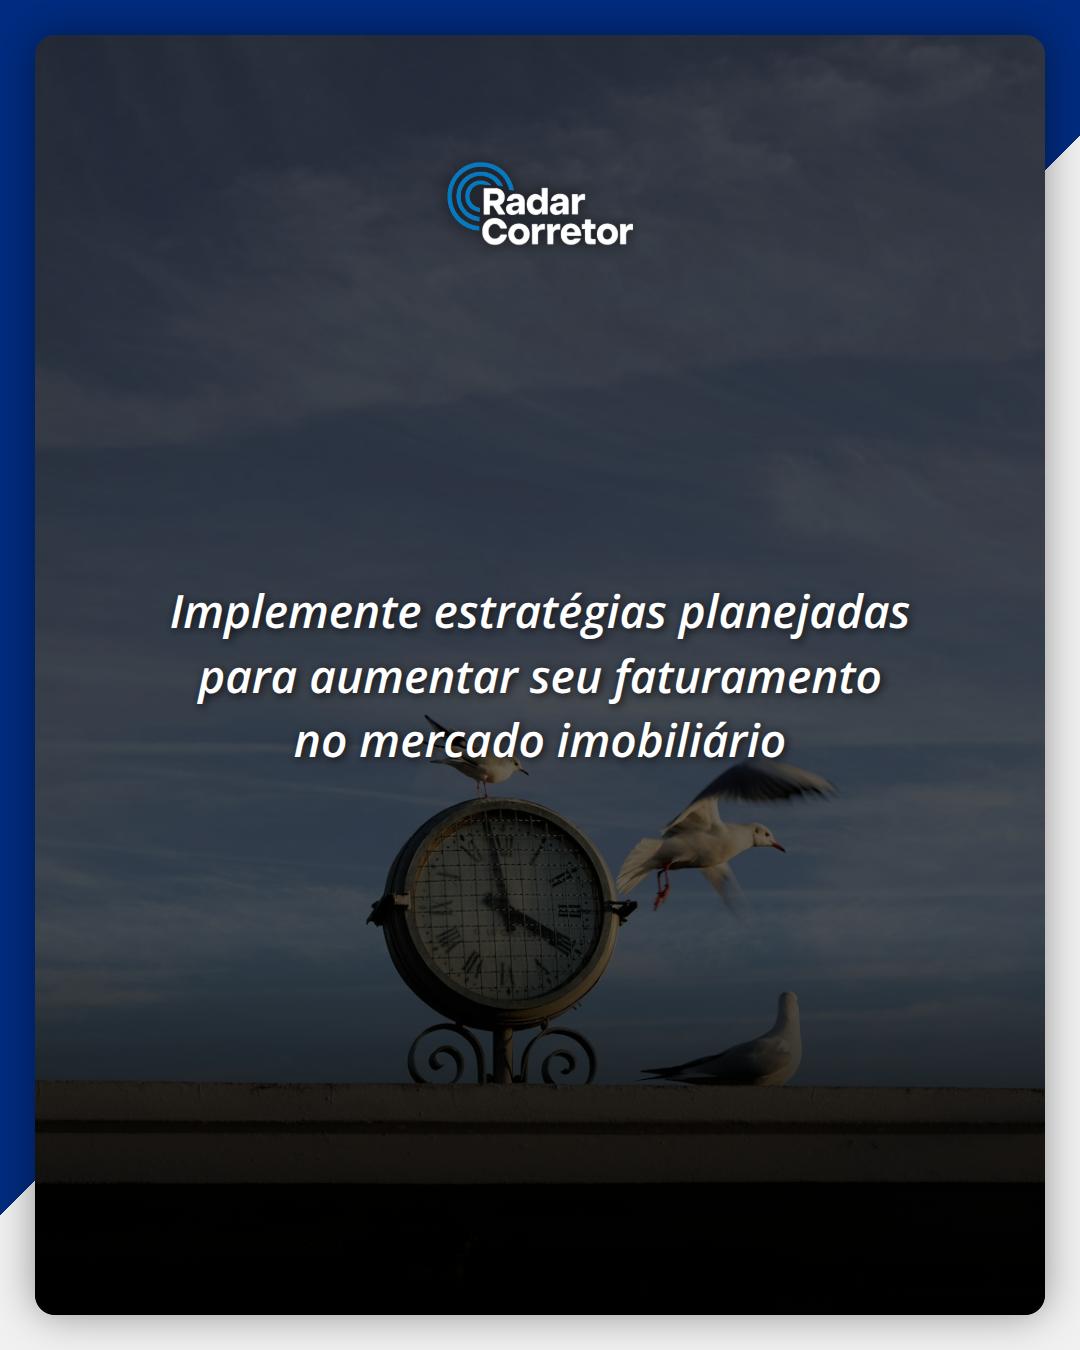 Radar
Corretor
Implemente estratégias planejadas
para aumentar seu faturamento
no mercado imobiliário